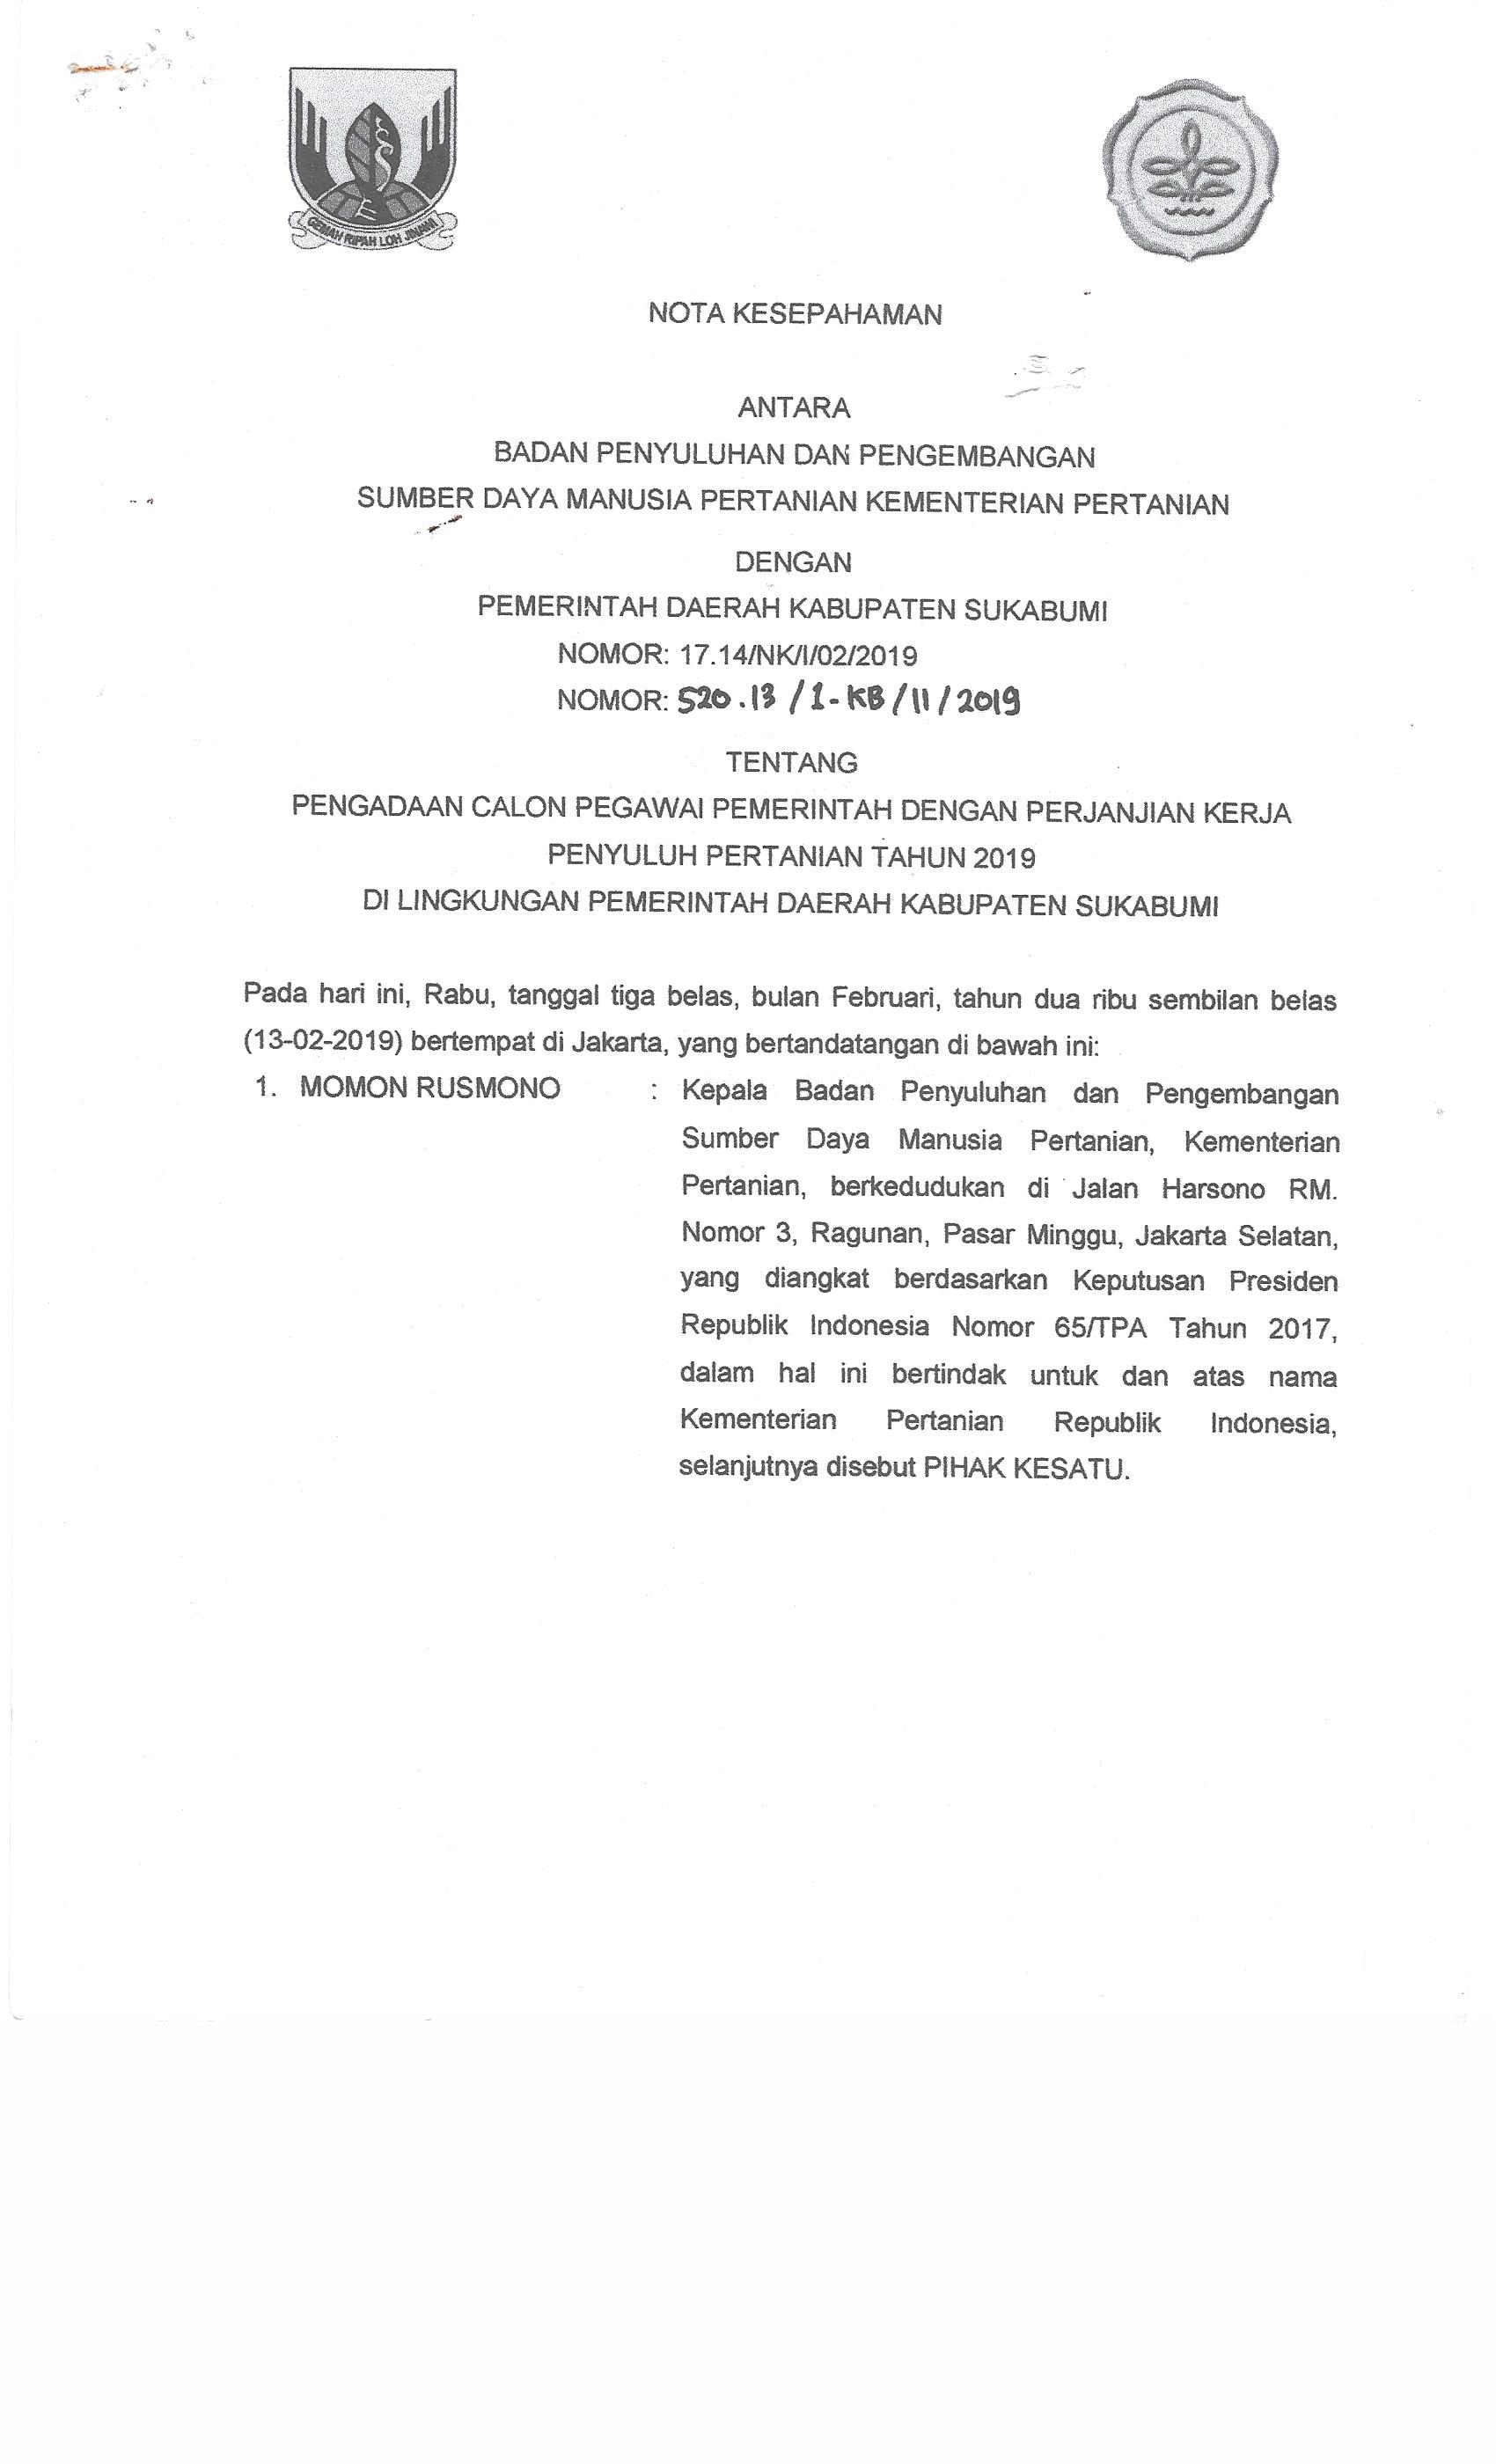 GEMAH RIPAH LOH JINAWI
NOTA KESEPAHAMAN
ANTARA
BADAN PENYULUHAN DAN PENGEMBANGAN
SUMBER DAYA MANUSIA PERTANIAN KEMENTERIAN PERTANIAN
DENGAN
PEMERINTAH DAERAH KABUPATEN SUKABUMI
NOMOR: 17.14/NK/I/02/2019
NOMOR: 520.13 / 1-KB / 11 / 2019
TENTANG
PENGADAAN CALON PEGAWAI PEMERINTAH DENGAN PERJANJIAN KERJA
PENYULUH PERTANIAN TAHUN 2019
DI LINGKUNGAN PEMERINTAH DAERAH KABUPATEN SUKABUMI
Pada hari ini, Rabu, tanggal tiga belas, bulan Februari, tahun dua ribu sembilan belas
(13-02-2019) bertempat di Jakarta, yang bertandatangan di bawah ini:
1. MOMON RUSMONO : Kepala Badan Penyuluhan dan Pengembangan
Sumber Daya Manusia Pertanian, Kementerian
Pertanian, berkedudukan di Jalan Harsono RM.
Nomor 3, Ragunan, Pasar Minggu, Jakarta Selatan,
yang diangkat berdasarkan Keputusan Presiden
Republik Indonesia Nomor 65/TPA Tahun 2017,
dalam hal ini bertindak untuk dan atas nama
Kementerian Pertanian Republik Indonesia,
selanjutnya disebut PIHAK KESATU.